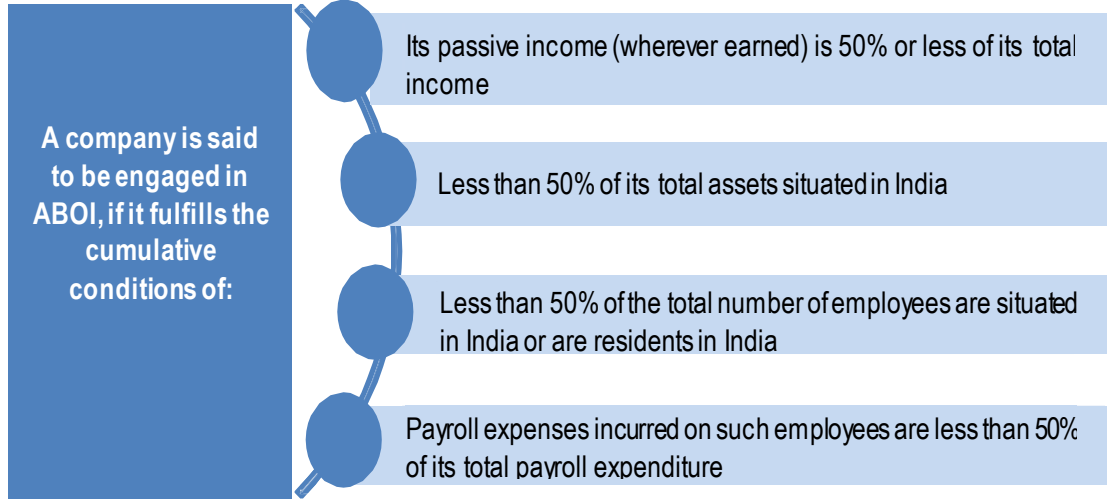 A company is said
to be engaged in
ABOI, if it fulfills the
cumulative
conditions of:
Its passive income (wherever earned) is 50% or less of its total
income
Less than 50% of its total assets situated in India
Less than 50% of the total number of employees are situated
in India or are residents in India
Payroll expenses incurred on such employees are less than 50%
of its total payroll expenditure